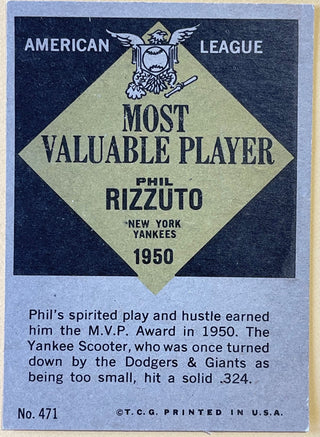 AMERICAN LEAGUE
MOST
VALUABLE PLAYER
PHIL
RIZZUTO
NEW YORK
YANKEES
1950
Phil's spirited play and hustle earned
him the M.V.P. Award in 1950. The
Yankee Scooter, who was once turned
down by the Dodgers & Giants as
being too small, hit a solid .324.
No. 471 ©T.C.G. PRINTED IN U.S.A.